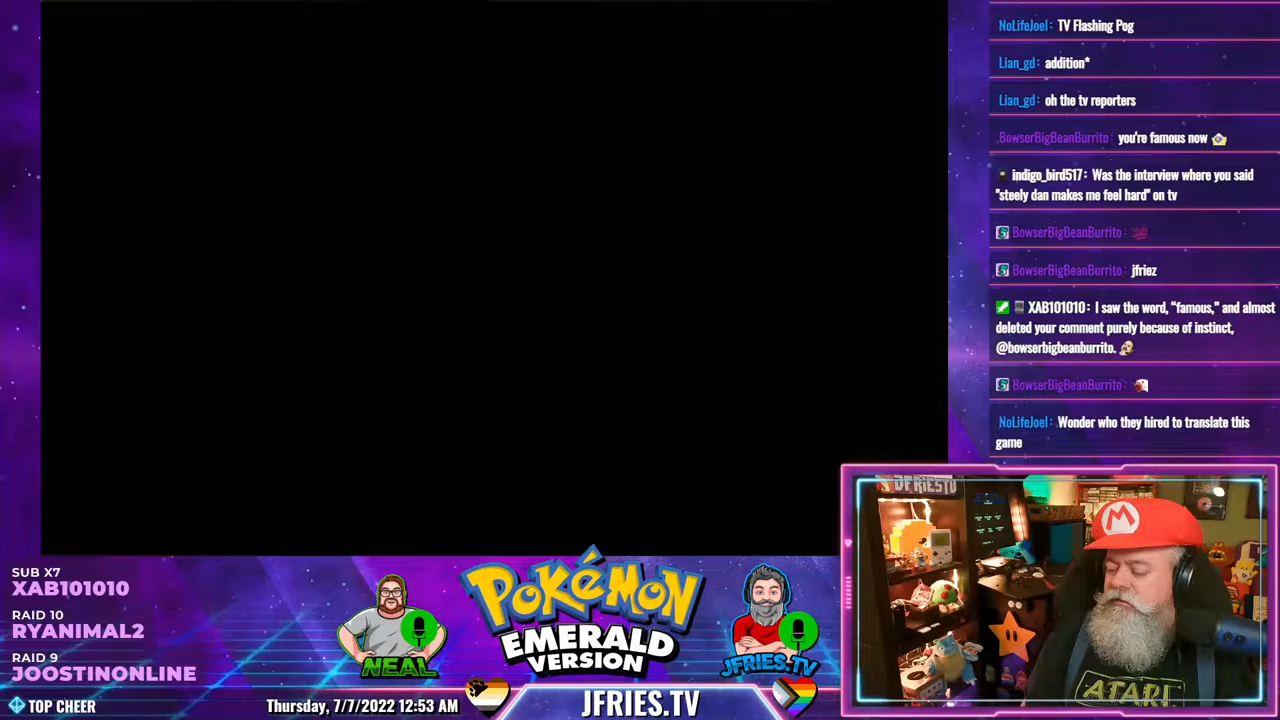 NoLifeJoel: TV Flashing Pog
Lian_gd: addition*
Lian_gd: oh the tv reporters
BowserBigBeanBurrito: you're famous now
indigo_bird517: Was the interview where you said
"steely dan makes me feel hard" on tv
BowserBigBeanBurrito:
BowserBigBeanBurrito: jfriez
XAB101010: I saw the word, “famous,” and almost
deleted your comment purely because of instinct,
@bowserbigbeanburrito.
BowserBigBeanBurrito:
NoLifeJoel: Wonder who they hired to translate this
game
JFRIESTV
M
ATARI
SUB X7
XAB101010
RAID 10
RYANIMAL2
RAID 9
JOOSTINONLINE
TOP CHEER
Thursday, 7/7/2022 12:53 AM
NEAL
POKéMON
EMERALD
VERSION
JFRIES.TV
JFRIES.TV